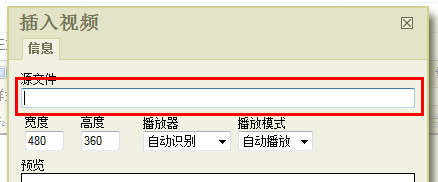 插入视频
信息
源文件
宽度 高度 播放器 播放模式
480 360 自动识别 自动播放
预览